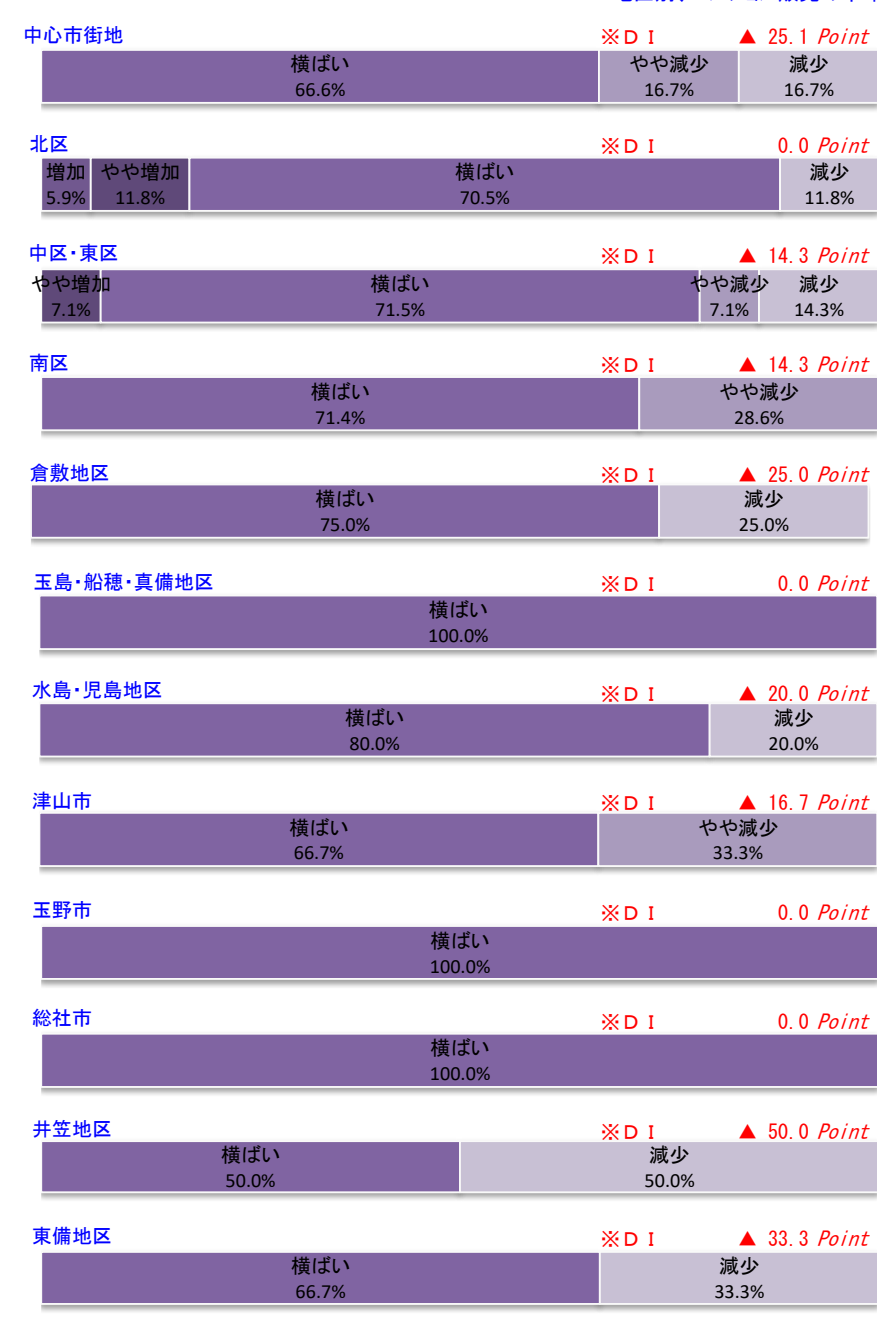 中心市街地 ※ＤＩ ▲ 25.1 Point
横ばい やや減少 減少
66.6% 16.7% 16.7%
北区 ※ＤＩ 0.0 Point
増加 やや増加 横ばい 減少
5.9% 11.8% 70.5% 11.8%
中区・東区 ※ＤＩ ▲ 14.3 Point
やや増加 横ばい やや減少 減少
7.1% 71.5% 7.1% 14.3%
南区 ※ＤＩ ▲ 14.3 Point
横ばい やや減少
71.4% 28.6%
倉敷地区 ※ＤＩ ▲ 25.0 Point
横ばい 減少
75.0% 25.0%
玉島・船穂・真備地区 ※ＤＩ 0.0 Point
横ばい
100.0%
水島・児島地区 ※ＤＩ ▲ 20.0 Point
横ばい 減少
80.0% 20.0%
津山市 ※ＤＩ ▲ 16.7 Point
横ばい やや減少
66.7% 33.3%
玉野市 ※ＤＩ 0.0 Point
横ばい
100.0%
総社市 ※ＤＩ 0.0 Point
横ばい
100.0%
井笠地区 ※ＤＩ ▲ 50.0 Point
横ばい 減少
50.0% 50.0%
東備地区 ※ＤＩ ▲ 33.3 Point
横ばい 減少
66.7% 33.3%